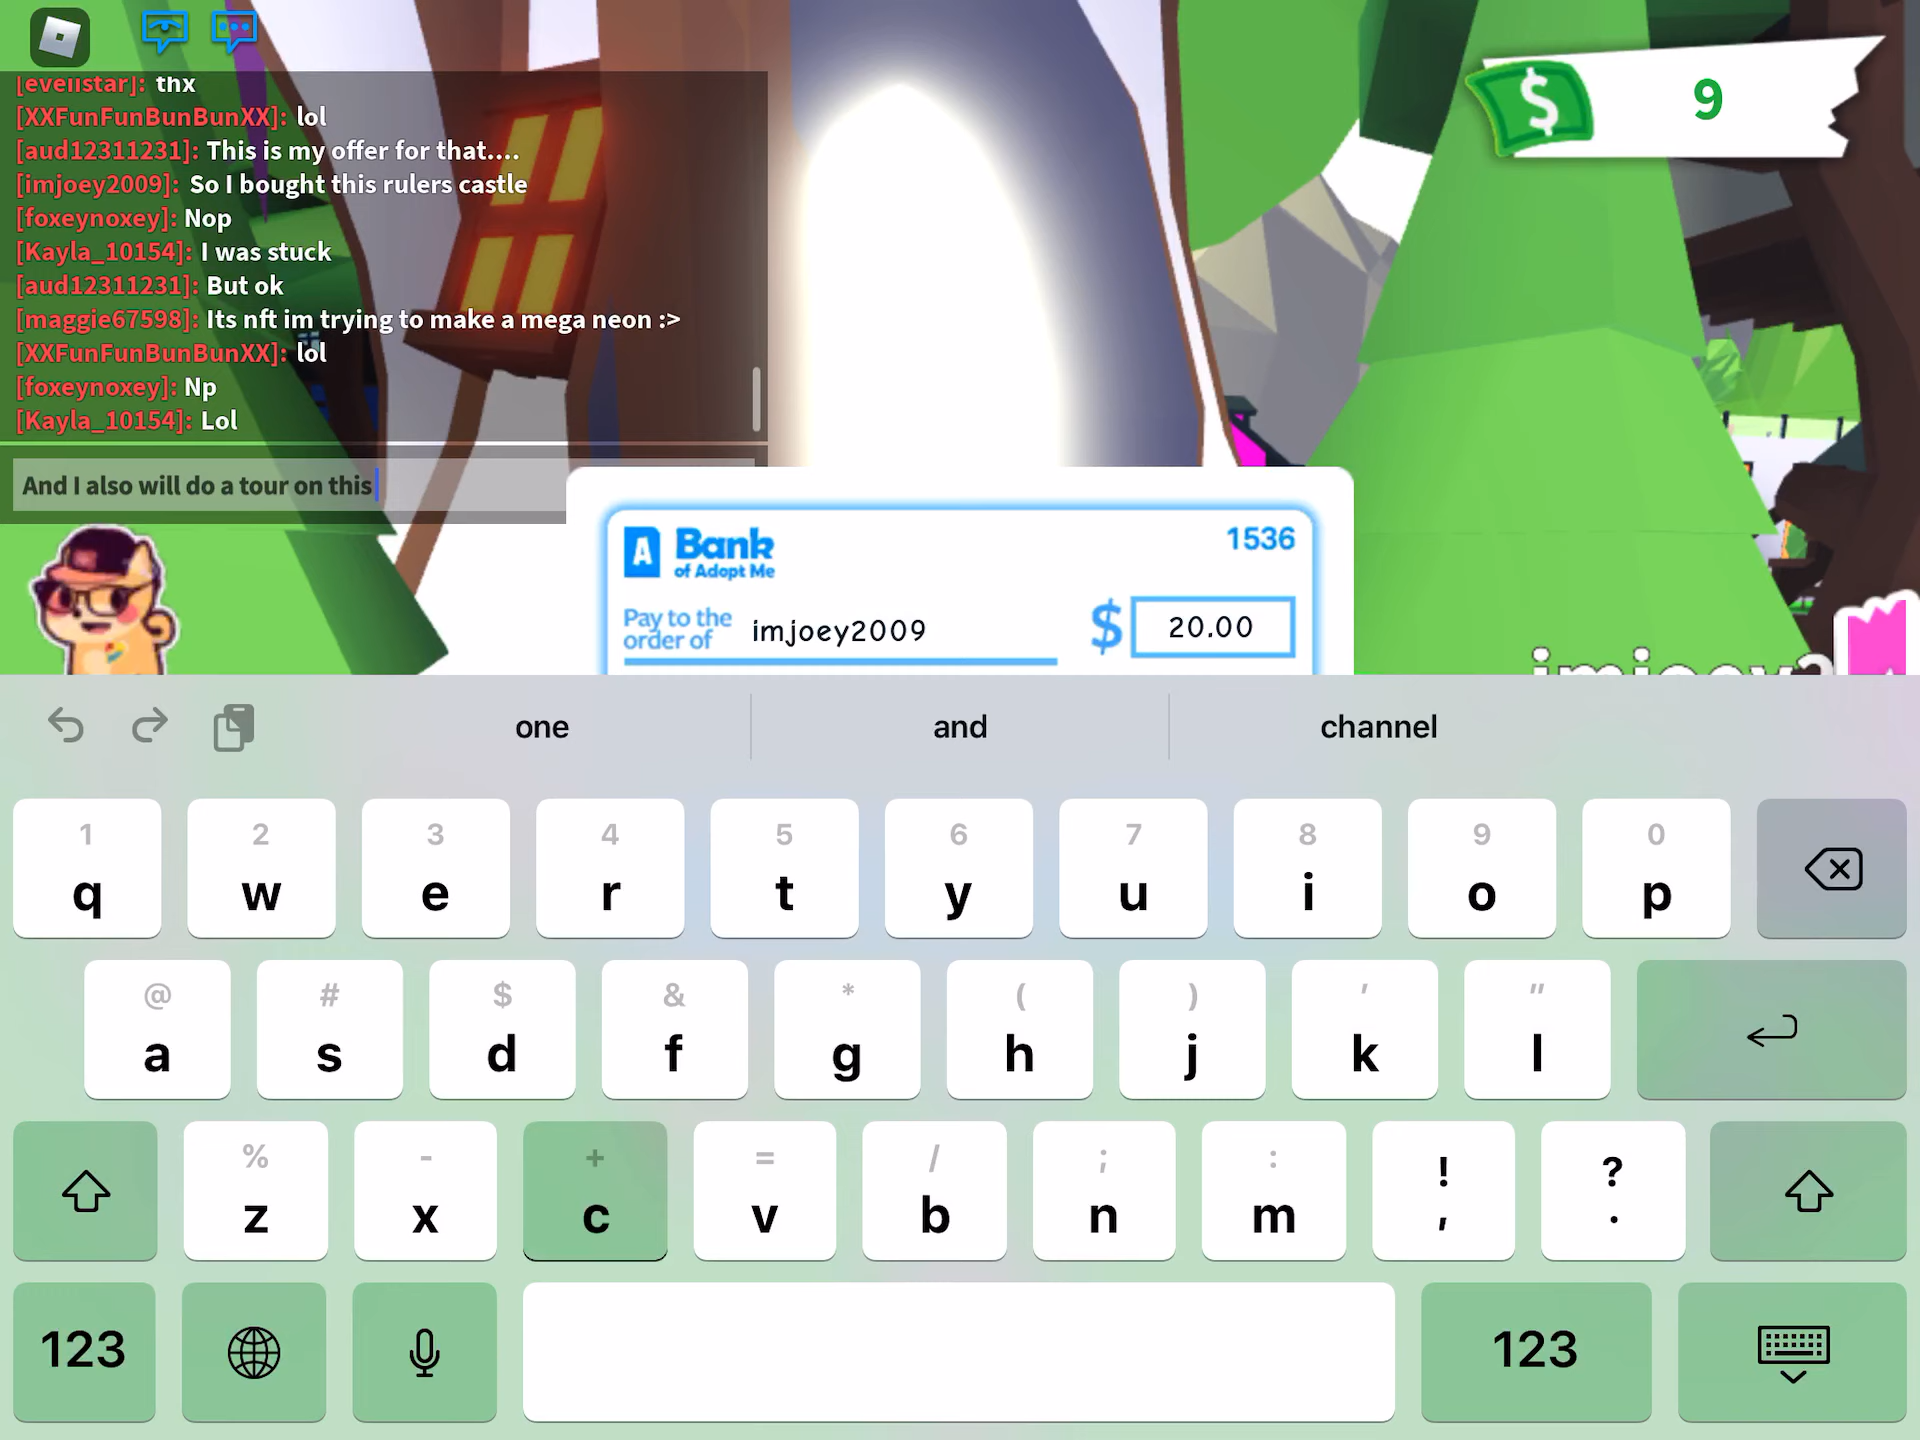 [eveiistar]: thx
[XXFunFunBunBunXX]: lol
[aud12311231]: This is my offer for that....
[imjoey2009]: So I bought this rulers castle
[foxeynoxey]: Nop
[Kayla_10154]: I was stuck
[aud12311231]: But ok
[maggie67598]: Its nft im trying to make a mega neon :>
[XXFunFunBunBunXX]: lol
[foxeynoxey]: Np
[Kayla_10154]: Lol
And I also will do a tour on this
$ 9
A Bank
of Adopt Me
1536
Pay to the
order of
imjoey2009
$ 20.00
one and channel
1 2 3 4 5 6 7 8 9 0
q w e r t y u i o p
@ # $ & * ( ) ' "
a s d f g h j k l
% - + = / ; : ! ?
z x c v b n m , .
123 123